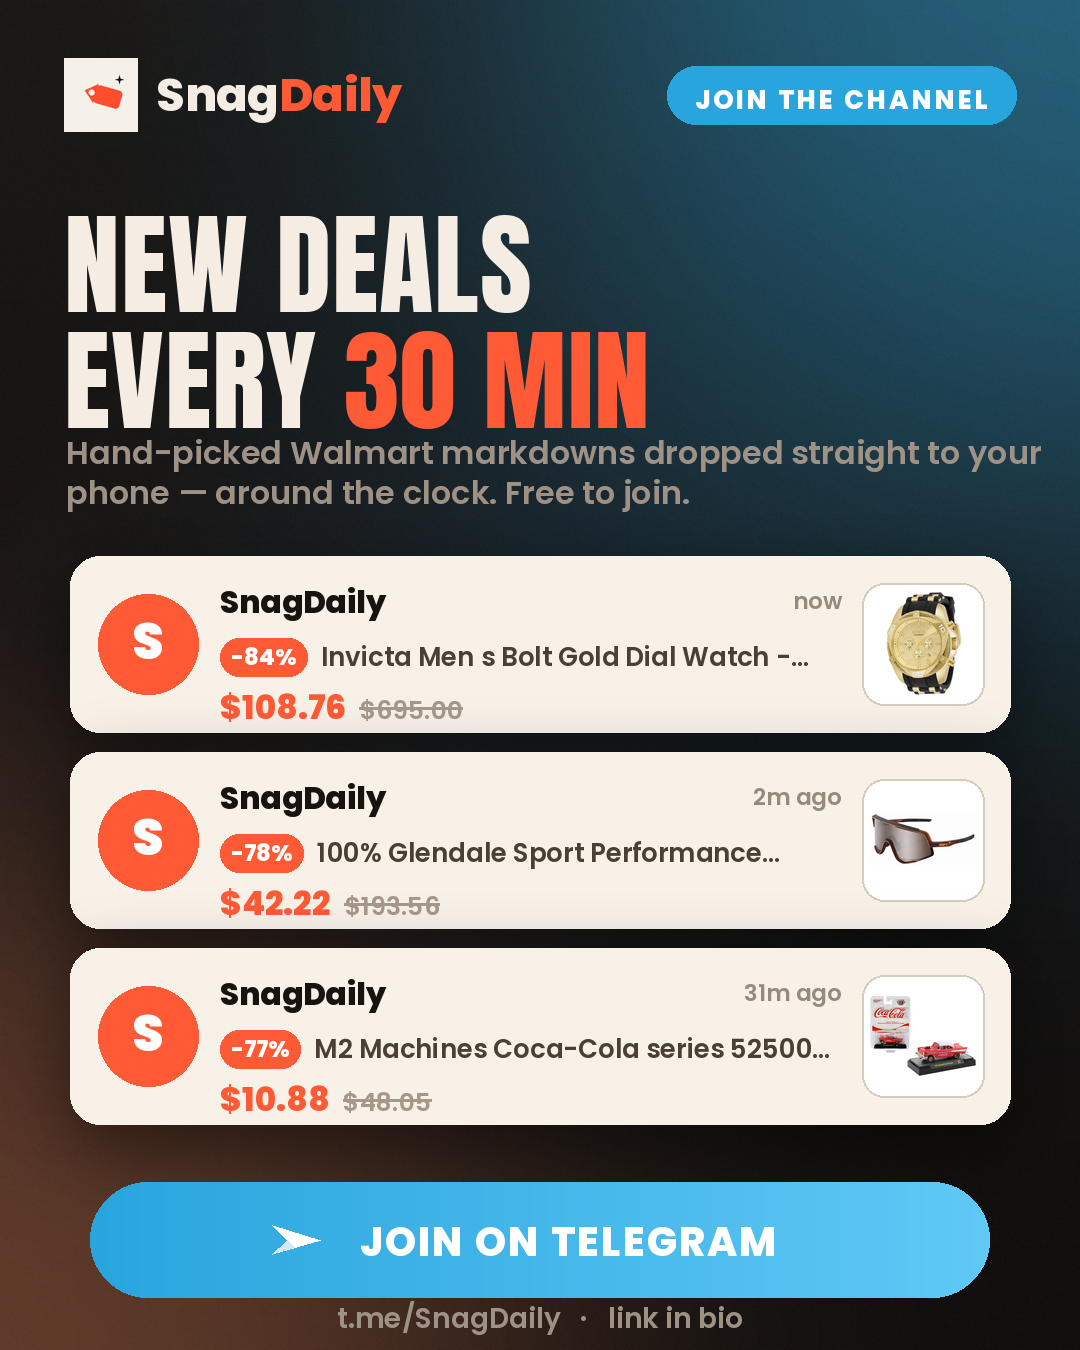 SnagDaily
JOIN THE CHANNEL
NEW DEALS
EVERY 30 MIN
Hand-picked Walmart markdowns dropped straight to your
phone — around the clock. Free to join.
S
SnagDaily
now
-84% Invicta Men s Bolt Gold Dial Watch -...
$108.76 $695.00
S
SnagDaily
2m ago
-78% 100% Glendale Sport Performance...
$42.22 $193.56
S
SnagDaily
31m ago
-77% M2 Machines Coca-Cola series 52500...
$10.88 $48.05
Coca-Cola
JOIN ON TELEGRAM
t.me/SnagDaily · link in bio